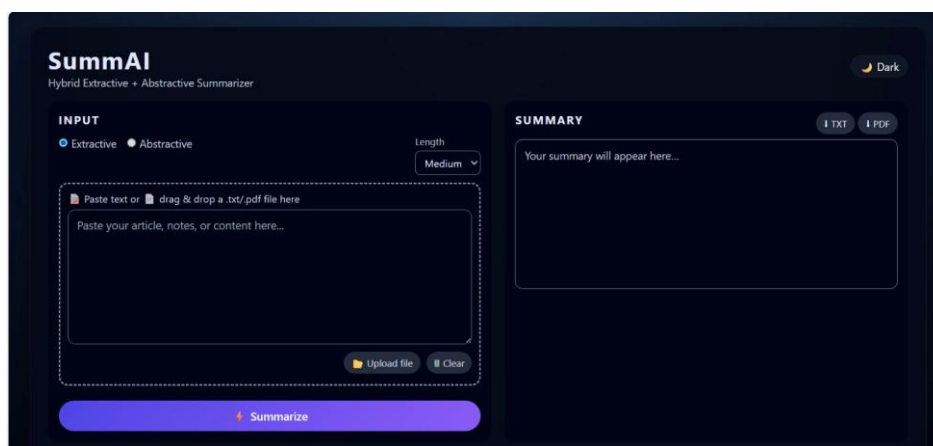 SummAI
Hybrid Extractive + Abstractive Summarizer
Dark
INPUT
Extractive Abstractive
Length
Medium
Paste text or drag & drop a .txt/.pdf file here
Paste your article, notes, or content here...
Upload file
Clear
Summarize
SUMMARY
TXT
PDF
Your summary will appear here...